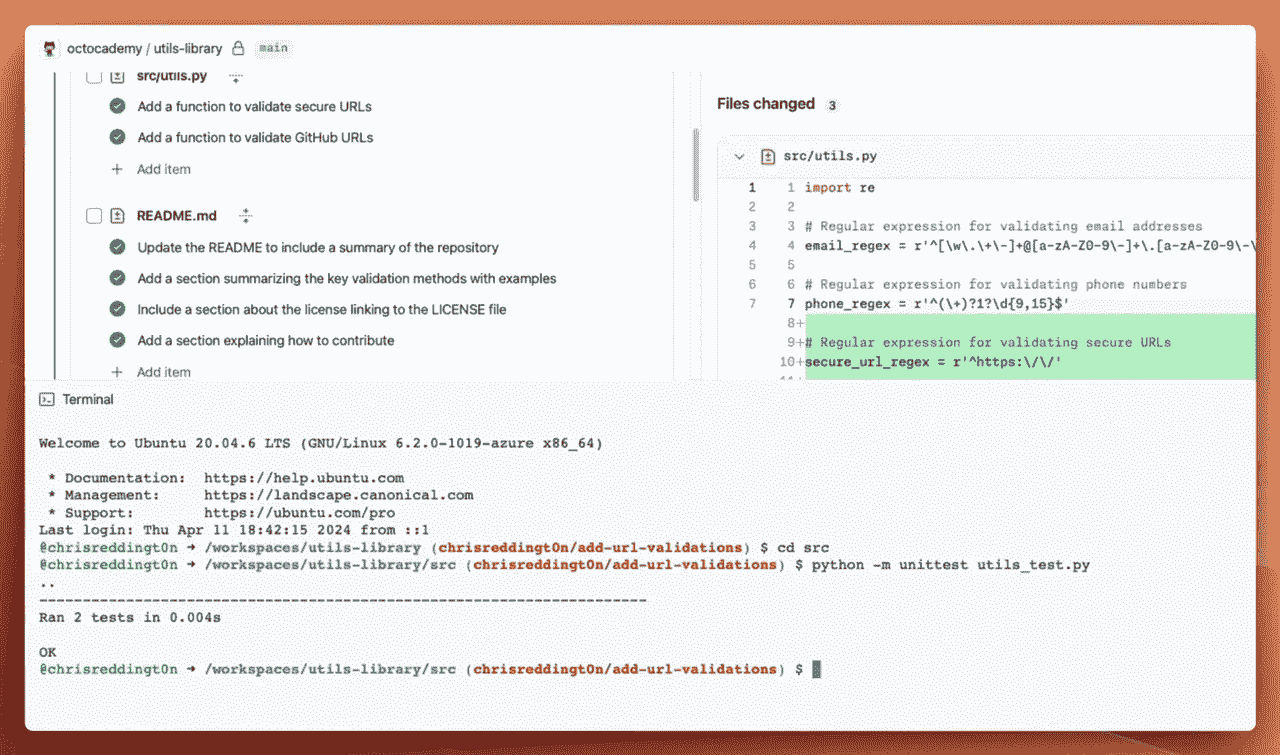 octocademy / utils-library main
src/utils.py
Add a function to validate secure URLs
Add a function to validate GitHub URLs
+ Add item
README.md
Update the README to include a summary of the repository
Add a section summarizing the key validation methods with examples
Include a section about the license linking to the LICENSE file
Add a section explaining how to contribute
+ Add item
Files changed 3
src/utils.py
1 1 import re
2 2
3 3 # Regular expression for validating email addresses
4 4 email_regex = r'^[\w\.\+\-]+@[a-zA-Z0-9\-]+\.[a-zA-Z0-9\-\
5 5
6 6 # Regular expression for validating phone numbers
7 7 phone_regex = r'^(\+)?1?\d{9,15}$'
8+
9+ # Regular expression for validating secure URLs
10+ secure_url_regex = r'^https:\/\/'
Terminal
Welcome to Ubuntu 20.04.6 LTS (GNU/Linux 6.2.0-1019-azure x86_64)
* Documentation: https://help.ubuntu.com
* Management: https://landscape.canonical.com
* Support: https://ubuntu.com/pro
Last login: Thu Apr 11 18:42:15 2024 from ::1
@chrisreddingt0n ➜ /workspaces/utils-library (chrisreddingt0n/add-url-validations) $ cd src
@chrisreddingt0n ➜ /workspaces/utils-library/src (chrisreddingt0n/add-url-validations) $ python -m unittest utils_test.py
..
----------------------------------------------------------------------
Ran 2 tests in 0.004s
OK
@chrisreddingt0n ➜ /workspaces/utils-library/src (chrisreddingt0n/add-url-validations) $